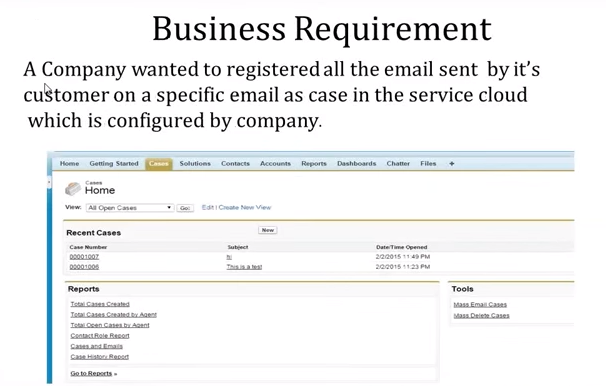 Business Requirement
A Company wanted to registered all the email sent by it's
customer on a specific email as case in the service cloud
which is configured by company.
Home Getting Started Cases Solutions Contacts Accounts Reports Dashboards Chatter Files +
Cases
Home
View: All Open Cases Go! Edit | Create New View
Recent Cases New
Case Number Subject Date/Time Opened
00001007 hi 2/2/2015 11:49 PM
00001006 This is a test 2/2/2015 11:23 PM
Reports Tools
Total Cases Created Mass Email Cases
Total Cases Created by Agent Mass Delete Cases
Total Open Cases by Agent
Contact Role Report
Cases and Emails
Case History Report
Go to Reports »